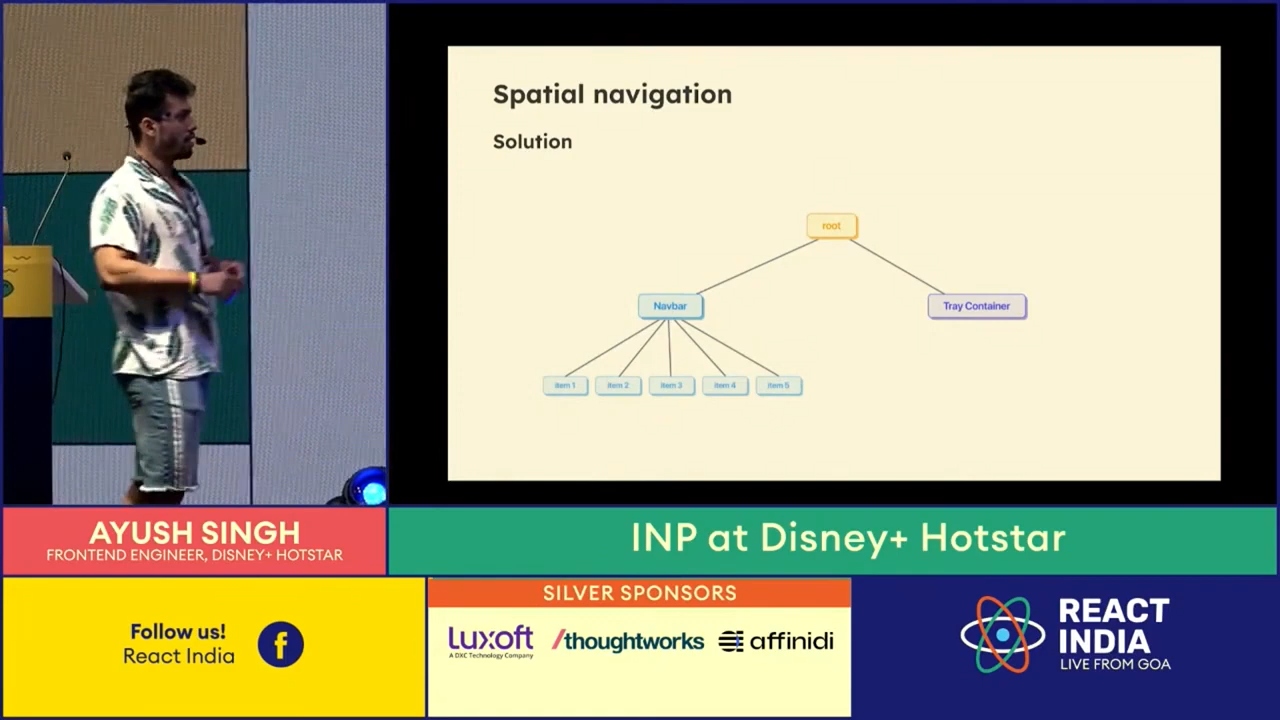 Spatial navigation
Solution
root
Navbar
Tray Container
item 1
item 2
item 3
item 4
item 5
AYUSH SINGH
FRONTEND ENGINEER, DISNEY+ HOTSTAR
INP at Disney+ Hotstar
Follow us!
React India
SILVER SPONSORS
Luxoft
A DXC Technology Company
/thoughtworks
affinidi
REACT
INDIA
LIVE FROM GOA